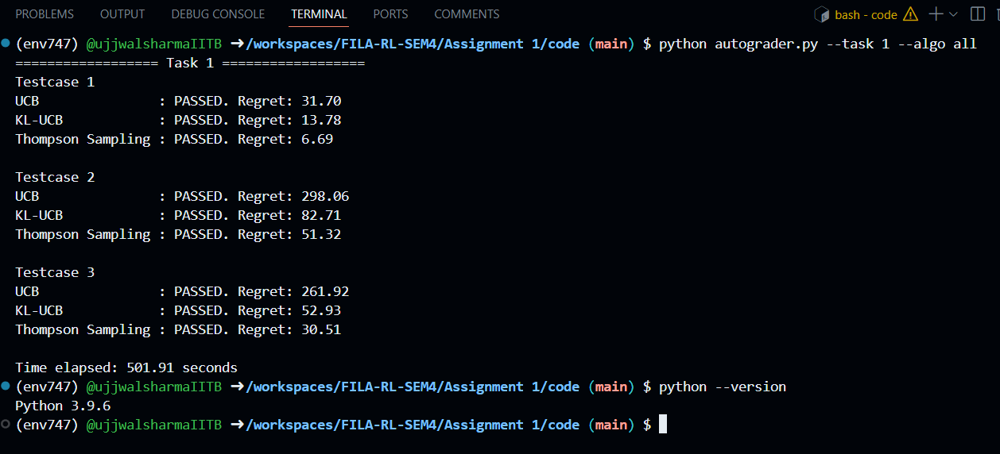 PROBLEMS OUTPUT DEBUG CONSOLE TERMINAL PORTS COMMENTS bash - code
(env747) @ujjwalsharmaIITB ➜/workspaces/FILA-RL-SEM4/Assignment 1/code (main) $ python autograder.py --task 1 --algo all
================== Task 1 ==================
Testcase 1
UCB : PASSED. Regret: 31.70
KL-UCB : PASSED. Regret: 13.78
Thompson Sampling : PASSED. Regret: 6.69
Testcase 2
UCB : PASSED. Regret: 298.06
KL-UCB : PASSED. Regret: 82.71
Thompson Sampling : PASSED. Regret: 51.32
Testcase 3
UCB : PASSED. Regret: 261.92
KL-UCB : PASSED. Regret: 52.93
Thompson Sampling : PASSED. Regret: 30.51
Time elapsed: 501.91 seconds
(env747) @ujjwalsharmaIITB ➜/workspaces/FILA-RL-SEM4/Assignment 1/code (main) $ python --version
Python 3.9.6
(env747) @ujjwalsharmaIITB ➜/workspaces/FILA-RL-SEM4/Assignment 1/code (main) $